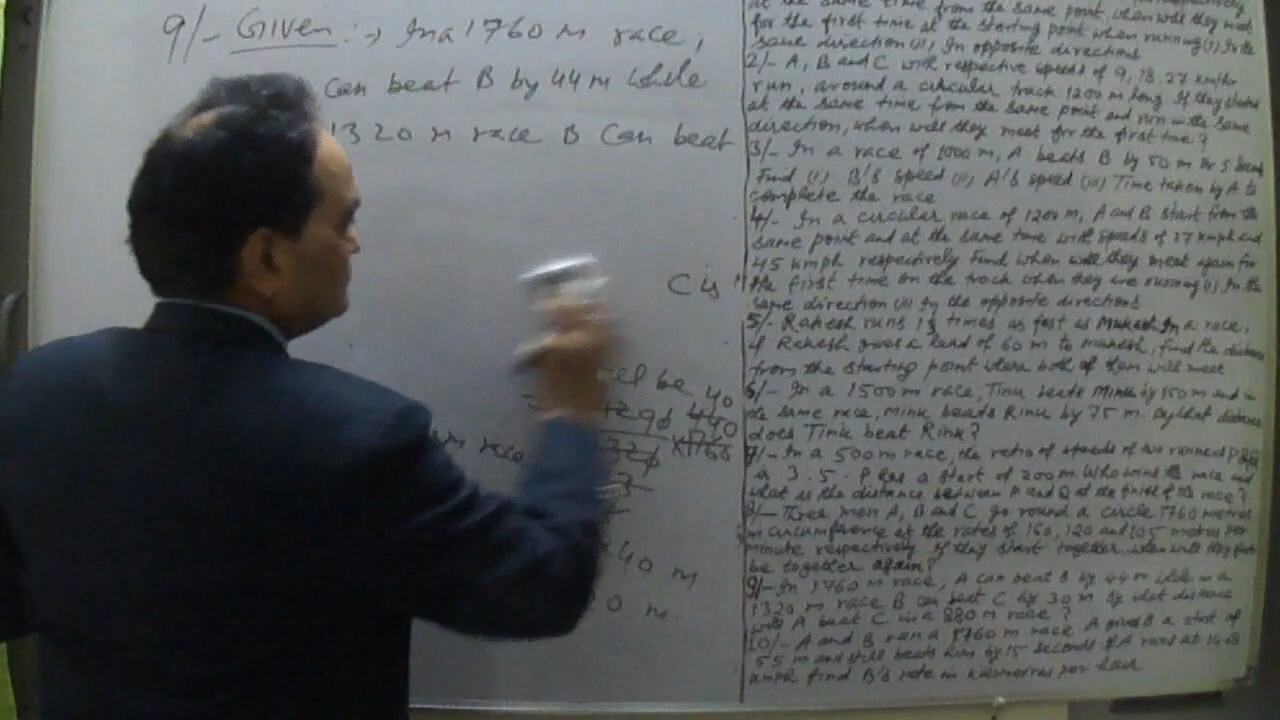 9/- Given :→ In a 1760 m race,
Can beat B by 44 m while
1320 m race B Can beat
C is
be 40
1290 440
1320 ×1760
3
40 m
0 m.
at the same time from the same point, when will they meet
for the first time at the starting point when running (i) In the
same direction (ii) In opposite directions
2/- A, B and C with respective speeds of 9, 18, 27 km/hr
run, around a circular track 1200 m long If they started
at the same time from the same point and run in the same
direction, when will they meet for the first time?
3/- In a race of 1000 m, A beats B by 50 m or 5
Find (i) B's speed (ii) A's speed (iii) Time taken by A to
complete the race
4/- In a circular race of 1200 m, A and B start from the
same point and at the same time with speeds of 27 kmph and
45 kmph respectively Find when will they meet again for
the first time on the track when they are running (i) In the
same direction (ii) In the opposite directions
5/- Rakesh runs times as fast as Mukesh In a race,
if Rakesh gives a lead of 60 m to Mukesh, find the distance
from the starting point where both of them will meet
6/- In a 1500 m race, Tinu beats Minu by 150 m and in
the same race, Minu beats Rinu by 75 m. By what distance
does Tinu beat Rinu?
7/- In a 500 m race, the ratio of speeds of two runners P
is 3:5. P has a start of 200 m. Who wins the race and
what is the distance between P and Q at the finish of the race?
8/- Three men A, B and C go round a circle 1760 metres
in circumference at the rates of 160, 120 and 105 metres per
minute respectively If they start together when will they first
be together again?
9/- In 1760 m race, A can beat B by 44 m while in a
1320 m race B can beat C by 30 m By what distance
will A beat C in a 880 m race?
10/- A and B run a 1760 m race A gives B a start of
55 m and still beats him by 15 seconds If A runs at
kmph find B's rate in kilometres per hour